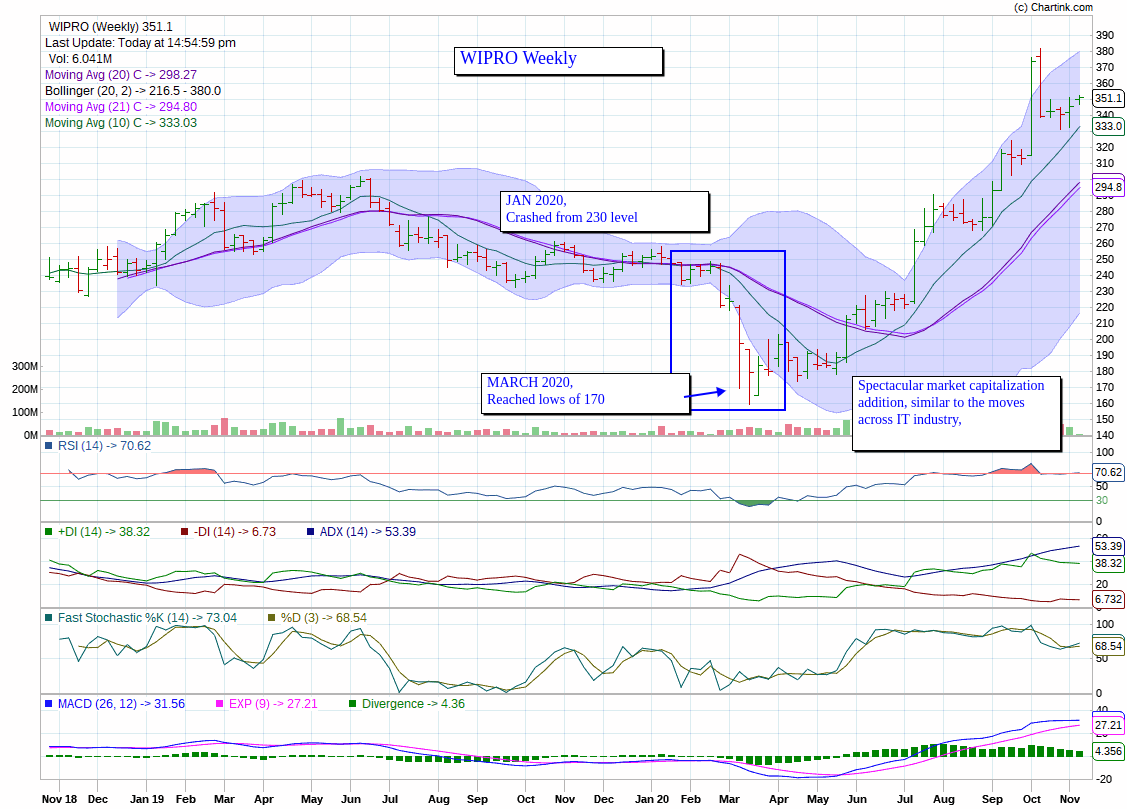 (c) Chartink.com
WIPRO (Weekly) 351.1
Last Update: Today at 14:54:59 pm
Vol: 6.041M
Moving Avg (20) C -> 298.27
Bollinger (20, 2) -> 216.5 - 380.0
Moving Avg (21) C -> 294.80
Moving Avg (10) C -> 333.03
WIPRO Weekly
JAN 2020,
Crashed from 230 level
MARCH 2020,
Reached lows of 170
Spectacular market capitalization
addition, similar to the moves
across IT industry,
390
380
370
360
351.1
340
333.0
320
310
294.8
280
270
260
250
240
230
220
210
200
190
180
170
160
150
140
300M
200M
100M
0M
RSI (14) -> 70.62
100
70.62
50
30
0
+DI (14) -> 38.32 -DI (14) -> 6.73 ADX (14) -> 53.39
53.39
38.32
20
6.732
Fast Stochastic %K (14) -> 73.04 %D (3) -> 68.54
100
68.54
50
0
MACD (26, 12) -> 31.56 EXP (9) -> 27.21 Divergence -> 4.36
40
27.21
4.356
-20
Nov 18 Dec Jan 19 Feb Mar Apr May Jun Jul Aug Sep Oct Nov Dec Jan 20 Feb Mar Apr May Jun Jul Aug Sep Oct Nov